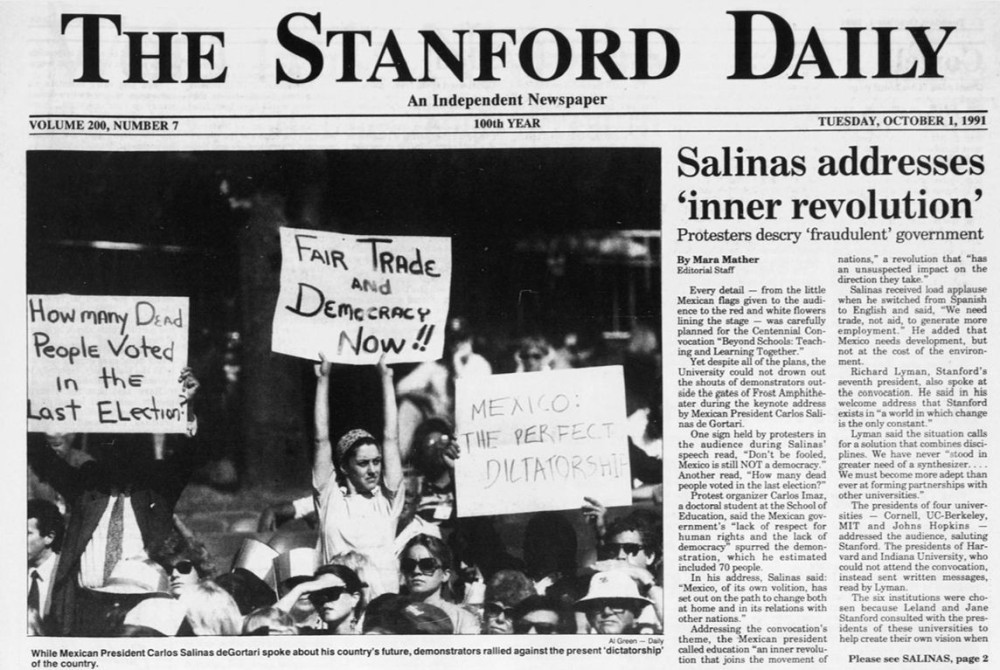 THE STANFORD DAILY
An Independent Newspaper
VOLUME 200, NUMBER 7
100th YEAR
TUESDAY, OCTOBER 1, 1991
How many Dead
People Voted
in the
Last Election?
FAIR TRADE
AND
DEMOCRACY
NOW!!
MEXICO:
THE PERFECT
DICLTATORSHIP
Al Green — Daily
While Mexican President Carlos Salinas deGortari spoke about his country's future, demonstrators rallied against the present 'dictatorship'
of the country.
Salinas addresses
'inner revolution'
Protesters descry 'fraudulent' government
By Mara Mather
Editorial Staff
Every detail — from the little
Mexican flags given to the audi-
ence to the red and white flowers
lining the stage — was carefully
planned for the Centennial Con-
vocation "Beyond Schools: Teach-
ing and Learning Together."
Yet despite all of the plans, the
University could not drown out
the shouts of demonstrators out-
side the gates of Frost Amphithe-
ater during the keynote address
by Mexican President Carlos Sali-
nas de Gortari.
One sign held by protesters in
the audience during Salinas'
speech read, "Don't be fooled,
Mexico is still NOT a democracy."
Another read, "How many dead
people voted in the last election?"
Protest organizer Carlos Imaz,
a doctoral student at the School of
Education, said the Mexican gov-
ernment's "lack of respect for
human rights and the lack of
democracy" spurred the demon-
stration, which he estimated
included 70 people.
In his address, Salinas said:
"Mexico, of its own volition, has
set out on the path to change both
at home and in its relations with
other nations."
Addressing the convocation's
theme, the Mexican president
called education "an inner revolu-
tion that joins the movement of
nations," a revolution that "has
an unsuspected impact on the
direction they take."
Salinas received load applause
when he switched from Spanish
to English and said, "We need
trade, not aid, to generate more
employment." He added that
Mexico needs development, but
not at the cost of the environ-
ment.
Richard Lyman, Stanford's
seventh president, also spoke at
the convocation. He said in his
welcome address that Stanford
exists in "a world in which change
is the only constant."
Lyman said the situation calls
for a solution that combines disci-
plines. We have never "stood in
greater need of a synthesizer. . . .
We must become more adept than
ever at forming partnerships with
other universities."
The presidents of four univer-
sities — Cornell, UC-Berkeley,
MIT and Johns Hopkins —
addressed the audience, saluting
Stanford. The presidents of Har-
vard and Indiana University, who
could not attend the convocation,
instead sent written messages,
read by Lyman.
The six institutions were cho-
sen because Leland and Jane
Stanford consulted with the pres-
idents of these universities to
help create their own vision when
Please see SALINAS, page 2